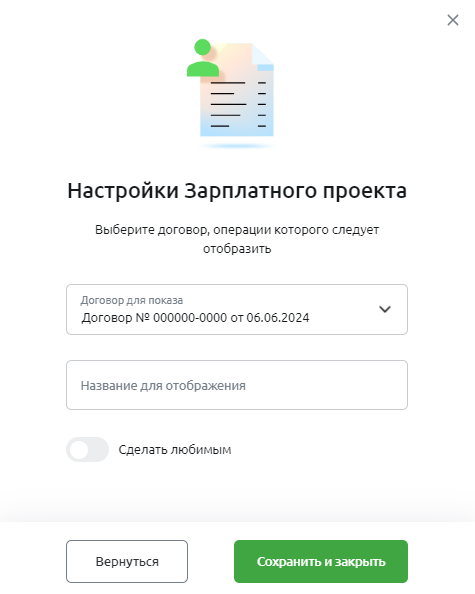 Настройки Зарплатного проекта
Выберите договор, операции которого следует
отобразить
Договор для показа
Договор № 000000-0000 от 06.06.2024
Название для отображения
Сделать любимым
Вернуться
Сохранить и закрыть